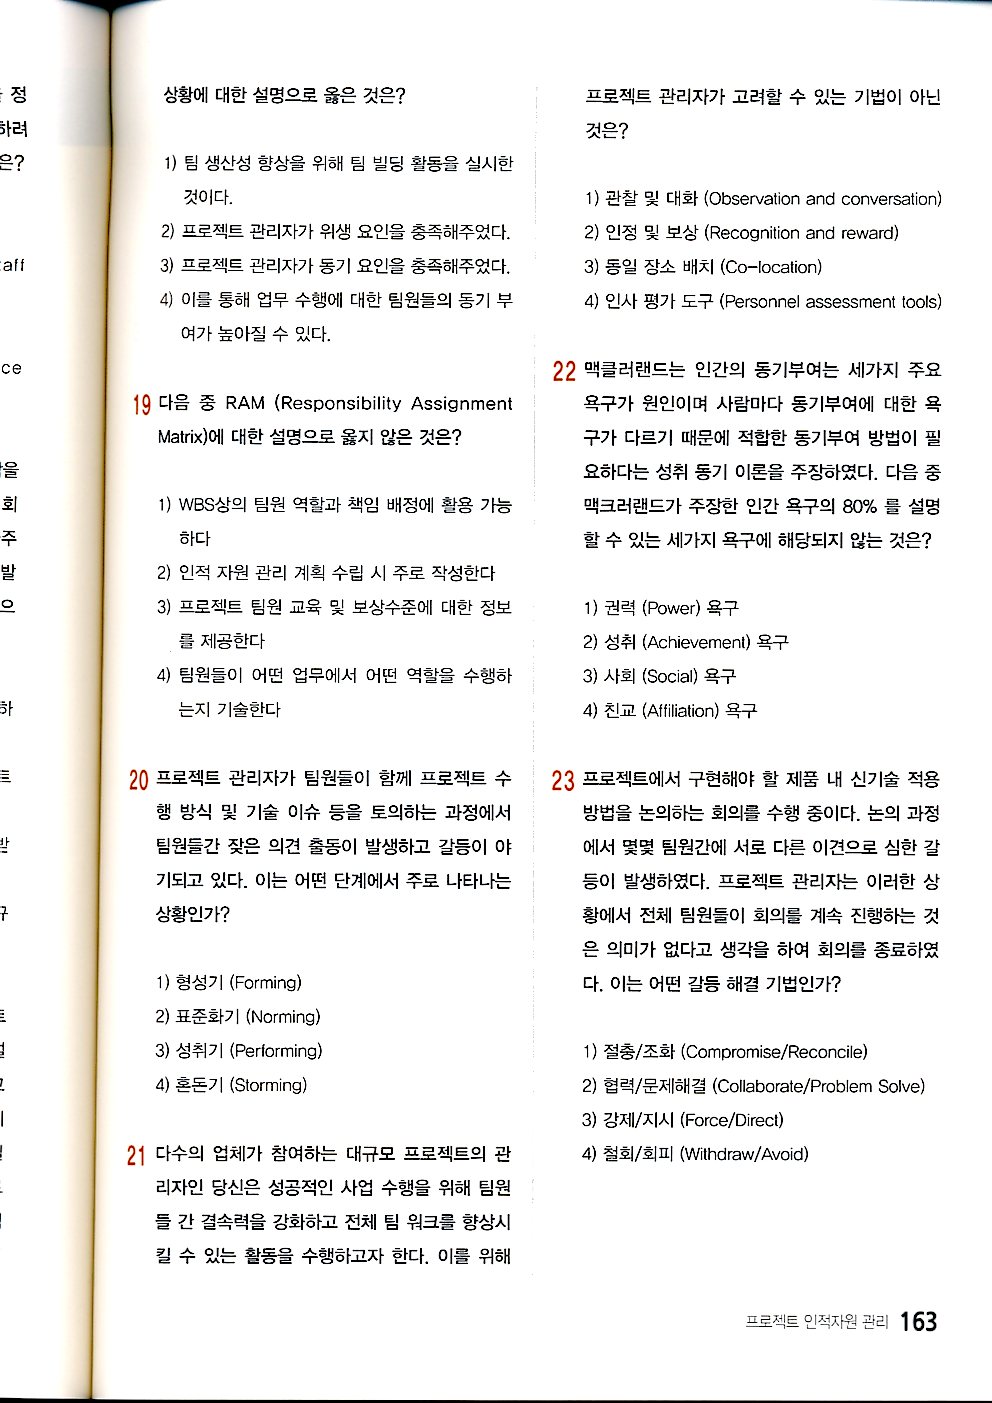 정
하려
은?
aff
ce
을
회
주
발
으
하
트
받
상황에 대한 설명으로 옳은 것은?
1) 팀 생산성 향상을 위해 팀 빌딩 활동을 실시한
것이다.
2) 프로젝트 관리자가 위생 요인을 충족해주었다.
3) 프로젝트 관리자가 동기 요인을 충족해주었다.
4) 이를 통해 업무 수행에 대한 팀원들의 동기 부
여가 높아질 수 있다.
19 다음 중 RAM (Responsibility Assignment
Matrix)에 대한 설명으로 옳지 않은 것은?
1) WBS상의 팀원 역할과 책임 배정에 활용 가능
하다
2) 인적 자원 관리 계획 수립 시 주로 작성한다
3) 프로젝트 팀원 교육 및 보상수준에 대한 정보
를 제공한다
4) 팀원들이 어떤 업무에서 어떤 역할을 수행하
는지 기술한다
20 프로젝트 관리자가 팀원들이 함께 프로젝트 수
행 방식 및 기술 이슈 등을 토의하는 과정에서
팀원들간 잦은 의견 출동이 발생하고 갈등이 야
기되고 있다. 이는 어떤 단계에서 주로 나타나는
상황인가?
1) 형성기 (Forming)
2) 표준화기 (Norming)
3) 성취기 (Performing)
4) 혼돈기 (Storming)
21 다수의 업체가 참여하는 대규모 프로젝트의 관
리자인 당신은 성공적인 사업 수행을 위해 팀원
들 간 결속력을 강화하고 전체 팀 워크를 향상시
킬 수 있는 활동을 수행하고자 한다. 이를 위해
프로젝트 관리자가 고려할 수 있는 기법이 아닌
것은?
1) 관찰 및 대화 (Observation and conversation)
2) 인정 및 보상 (Recognition and reward)
3) 동일 장소 배치 (Co-location)
4) 인사 평가 도구 (Personnel assessment tools)
22 맥클러랜드는 인간의 동기부여는 세가지 주요
욕구가 원인이며 사람마다 동기부여에 대한 욕
구가 다르기 때문에 적합한 동기부여 방법이 필
요하다는 성취 동기 이론을 주장하였다. 다음 중
맥크러랜드가 주장한 인간 욕구의 80% 를 설명
할 수 있는 세가지 욕구에 해당되지 않는 것은?
1) 권력 (Power) 욕구
2) 성취 (Achievement) 욕구
3) 사회 (Social) 욕구
4) 친교 (Affiliation) 욕구
23 프로젝트에서 구현해야 할 제품 내 신기술 적용
방법을 논의하는 회의를 수행 중이다. 논의 과정
에서 몇몇 팀원간에 서로 다른 이견으로 심한 갈
등이 발생하였다. 프로젝트 관리자는 이러한 상
황에서 전체 팀원들이 회의를 계속 진행하는 것
은 의미가 없다고 생각을 하여 회의를 종료하였
다. 이는 어떤 갈등 해결 기법인가?
1) 절충/조화 (Compromise/Reconcile)
2) 협력/문제해결 (Collaborate/Problem Solve)
3) 강제/지시 (Force/Direct)
4) 철회/회피 (Withdraw/Avoid)
프로젝트 인적자원 관리 163